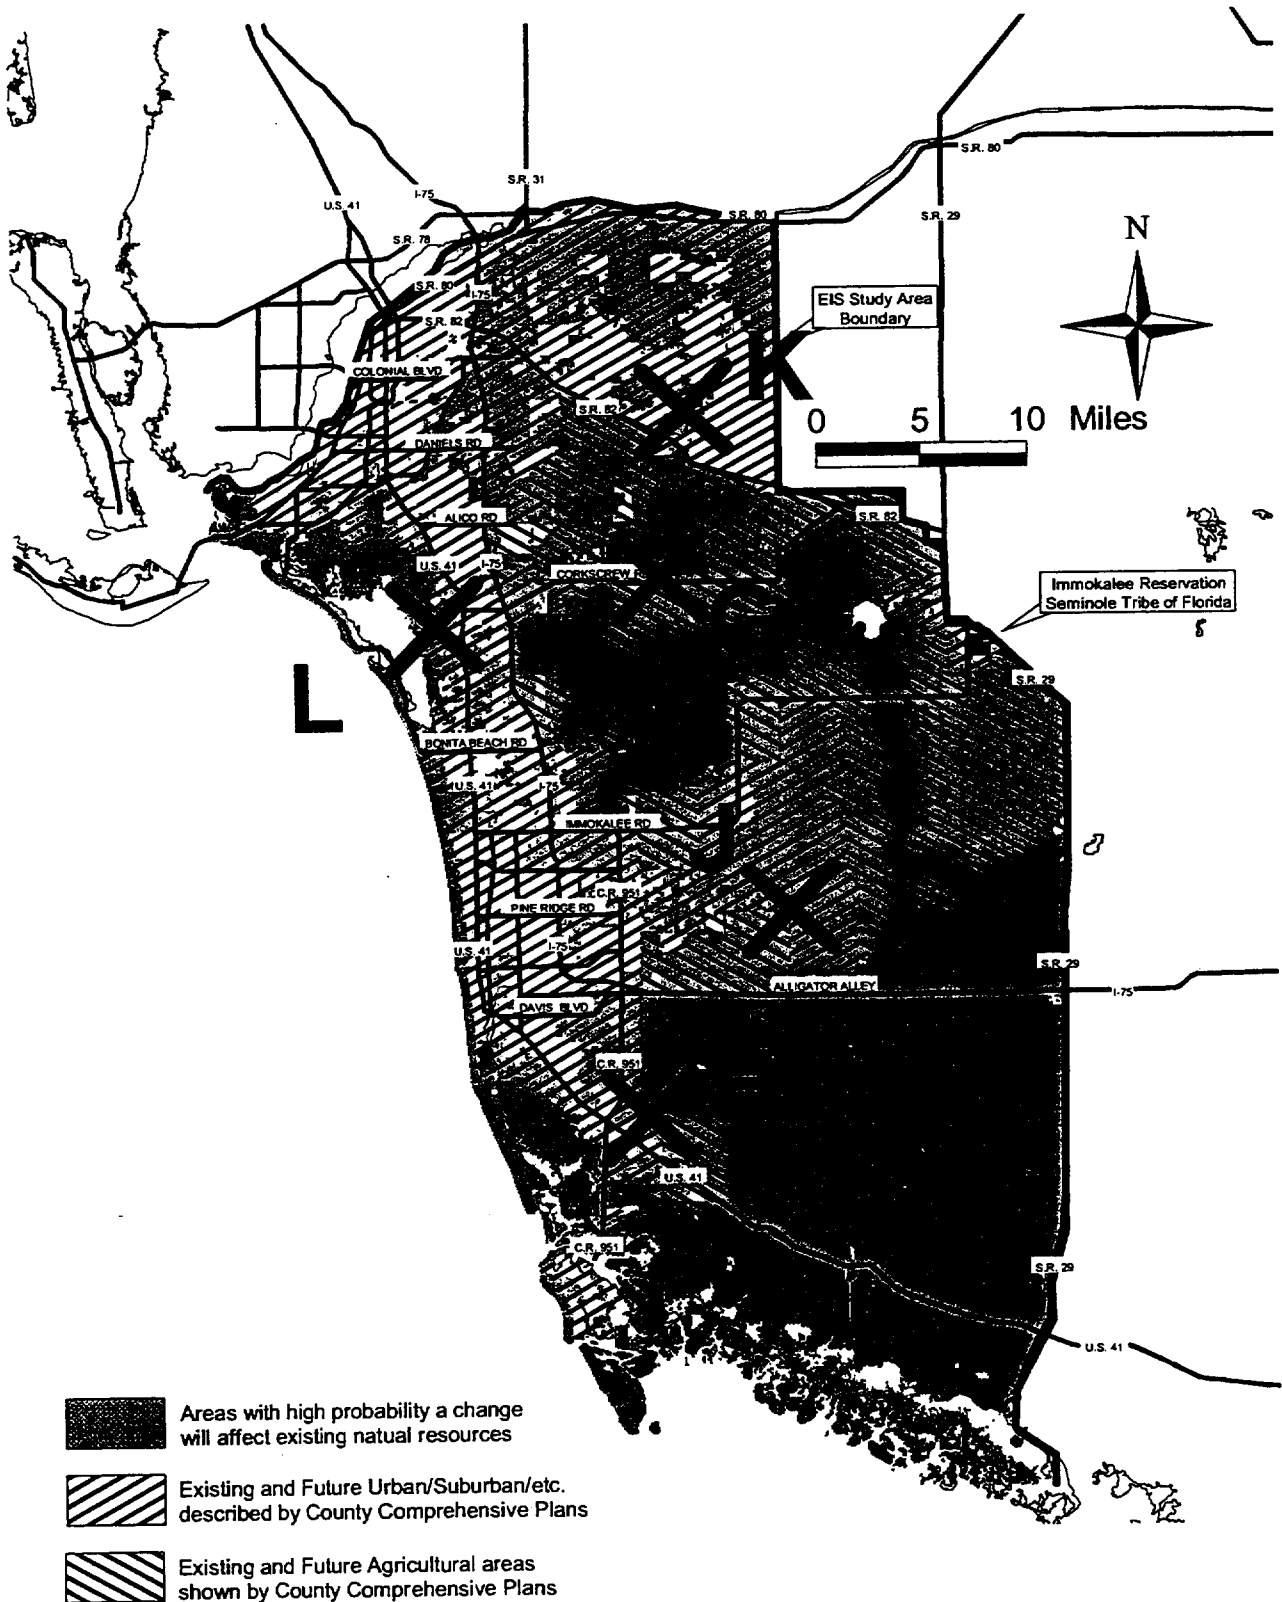 S.R. 80
I-75
S.R. 31
U.S. 41
S.R. 80
S.R. 29
S.R. 78
N
S.R. 80
I-75
EIS Study Area
Boundary
S.R. 82
K
COLONIAL BLVD
S.R. 82
0 5 10 Miles
DANIELS RD
ALICO RD
S.R. 82
U.S. 41
I-75
CORKSCREW
Immokalee Reservation
Seminole Tribe of Florida
L
S.R. 29
BONITA BEACH RD
U.S. 41
I-75
IMMOKALEE RD
J
C.R. 951
PINE RIDGE RD
U.S. 41
I-75
S.R. 29
ALLIGATOR ALLEY
I-75
DAVIS BLVD
C.R. 951
U.S. 41
C.R. 951
S.R. 29
U.S. 41
Areas with high probability a change
will affect existing natual resources
Existing and Future Urban/Suburban/etc.
described by County Comprehensive Plans
Existing and Future Agricultural areas
shown by County Comprehensive Plans